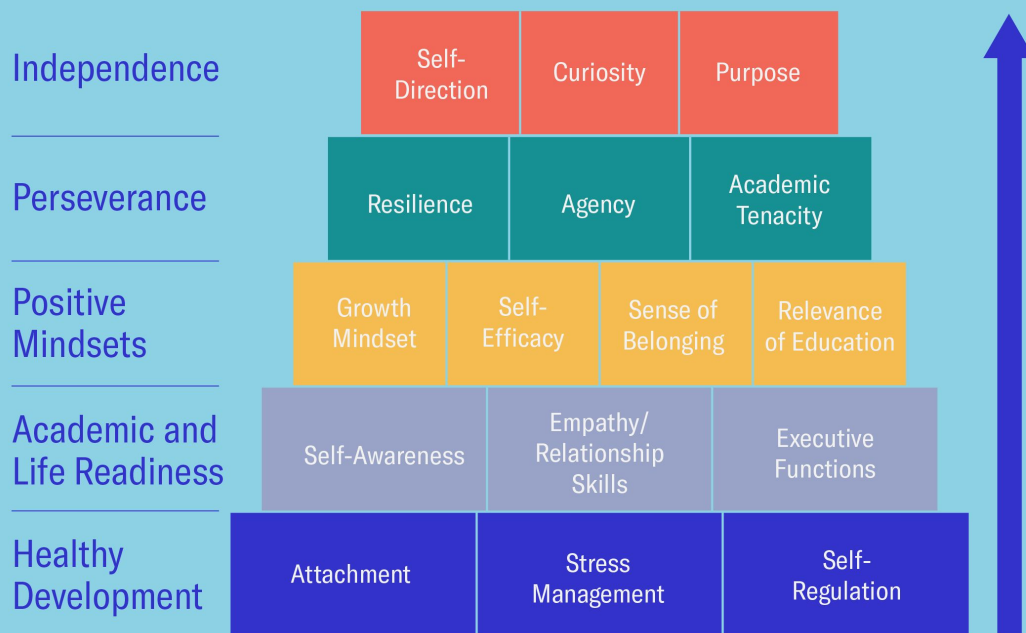 Independence
Self-
Direction
Curiosity
Purpose
Perseverance
Resilience
Agency
Academic
Tenacity
Positive
Mindsets
Growth
Mindset
Self-
Efficacy
Sense of
Belonging
Relevance
of Education
Academic and
Life Readiness
Self-Awareness
Empathy/
Relationship
Skills
Executive
Functions
Healthy
Development
Attachment
Stress
Management
Self-
Regulation